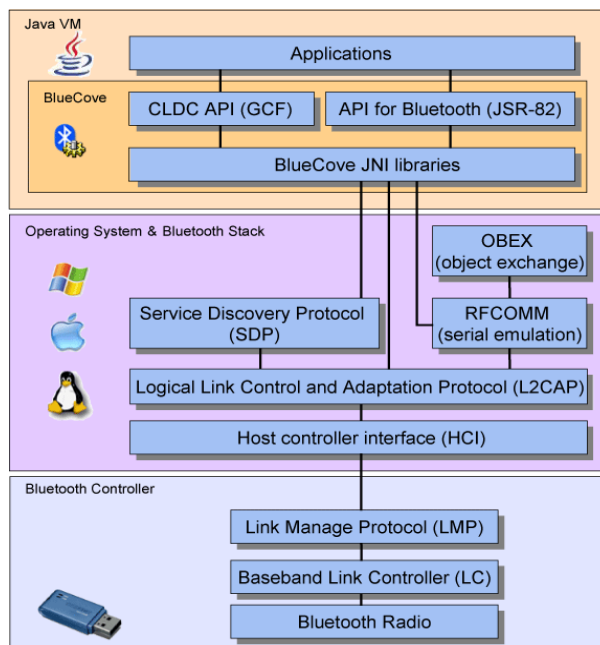 Java VM
Applications
BlueCove
CLDC API (GCF)
API for Bluetooth (JSR-82)
BlueCove JNI libraries
Operating System & Bluetooth Stack
OBEX
(object exchange)
Service Discovery Protocol
(SDP)
RFCOMM
(serial emulation)
Logical Link Control and Adaptation Protocol (L2CAP)
Host controller interface (HCI)
Bluetooth Controller
Link Manage Protocol (LMP)
Baseband Link Controller (LC)
Bluetooth Radio